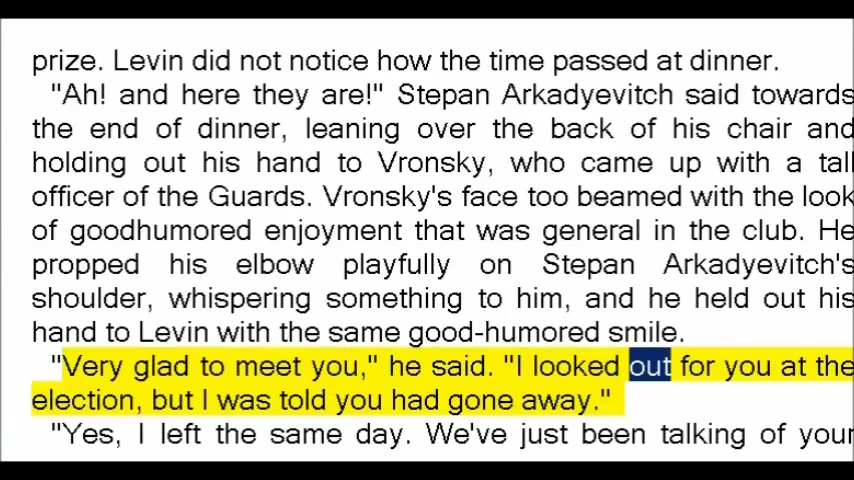 prize. Levin did not notice how the time passed at dinner.
"Ah! and here they are!" Stepan Arkadyevitch said towards
the end of dinner, leaning over the back of his chair and
holding out his hand to Vronsky, who came up with a tall
officer of the Guards. Vronsky's face too beamed with the look
of goodhumored enjoyment that was general in the club. He
propped his elbow playfully on Stepan Arkadyevitch's
shoulder, whispering something to him, and he held out his
hand to Levin with the same good-humored smile.
"Very glad to meet you," he said. "I looked out for you at the
election, but I was told you had gone away."
"Yes, I left the same day. We've just been talking of your